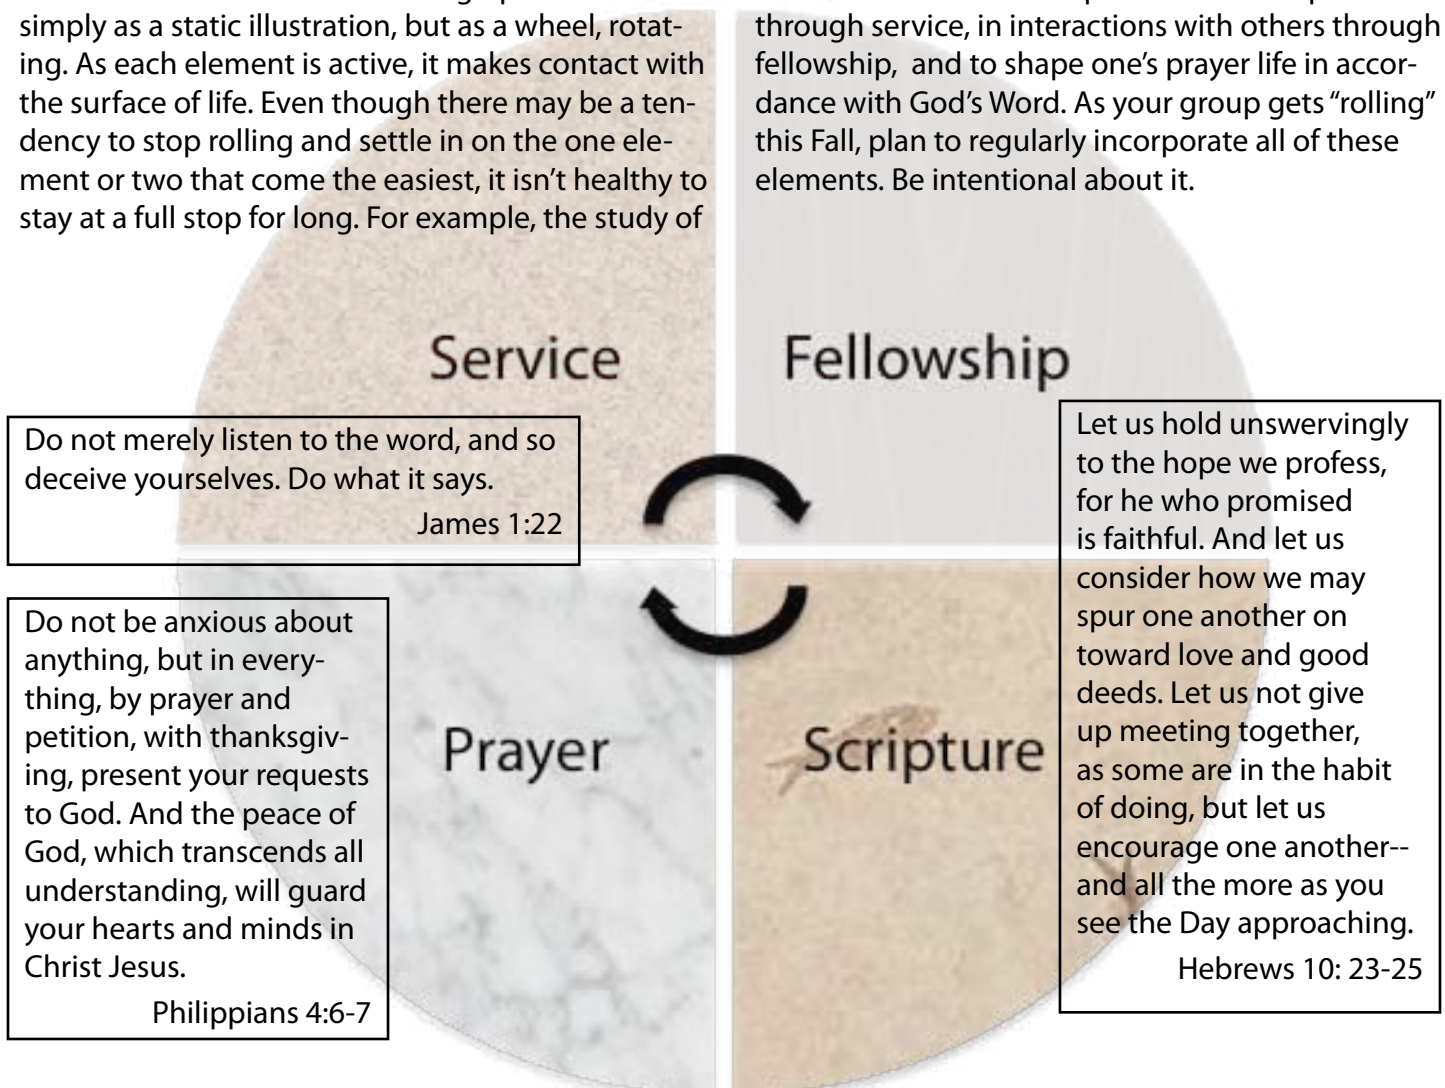 simply as a static illustration, but as a wheel, rotat-
ing. As each element is active, it makes contact with
the surface of life. Even though there may be a ten-
dency to stop rolling and settle in on the one ele-
ment or two that come the easiest, it isn't healthy to
stay at a full stop for long. For example, the study of
through service, in interactions with others through
fellowship, and to shape one's prayer life in accor-
dance with God's Word. As your group gets “rolling”
this Fall, plan to regularly incorporate all of these
elements. Be intentional about it.
Service
Fellowship
Do not merely listen to the word, and so
deceive yourselves. Do what it says.
James 1:22
Let us hold unswervingly
to the hope we profess,
for he who promised
is faithful. And let us
consider how we may
spur one another on
toward love and good
deeds. Let us not give
up meeting together,
as some are in the habit
of doing, but let us
encourage one another--
and all the more as you
see the Day approaching.
Hebrews 10: 23-25
Do not be anxious about
anything, but in every-
thing, by prayer and
petition, with thanksgiv-
ing, present your requests
to God. And the peace of
God, which transcends all
understanding, will guard
your hearts and minds in
Christ Jesus.
Philippians 4:6-7
Prayer
Scripture